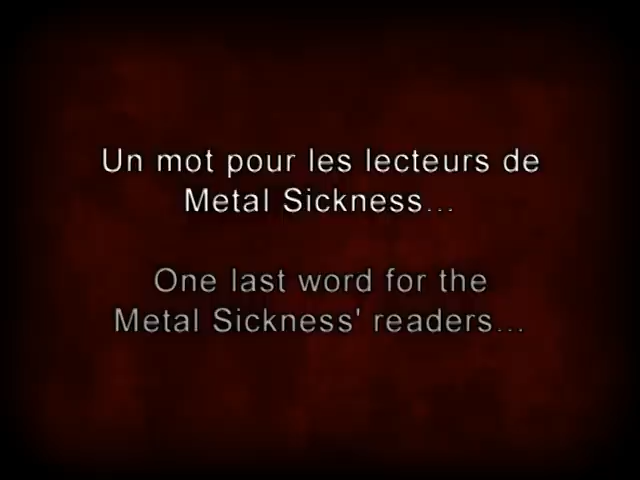 Un mot pour les lecteurs de
Metal Sickness...
One last word for the
Metal Sickness' readers...